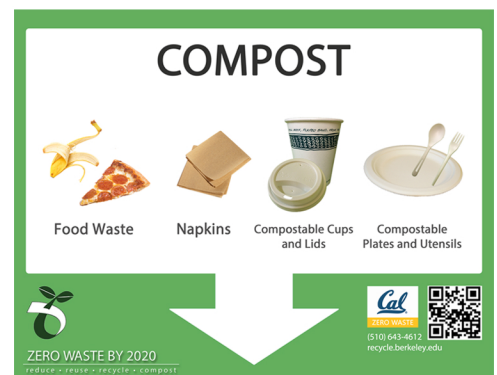 COMPOST
Food Waste
Napkins
Compostable Cups
and Lids
Compostable
Plates and Utensils
ZERO WASTE BY 2020
reduce • reuse • recycle • compost
Cal
ZERO WASTE
(510) 643-4612
recycle.berkeley.edu